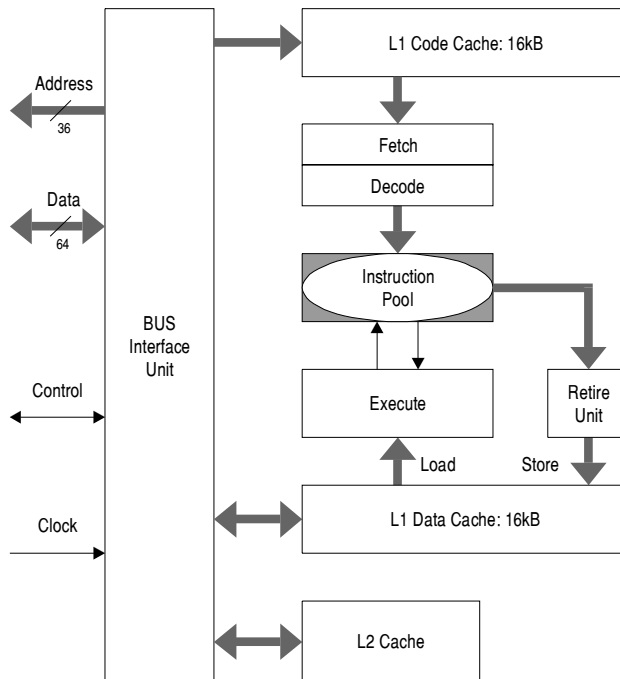 L1 Code Cache: 16kB
Address
36
Fetch
Decode
Data
64
Instruction
Pool
BUS
Interface
Unit
Control
Execute
Retire
Unit
Load
Store
L1 Data Cache: 16kB
Clock
L2 Cache